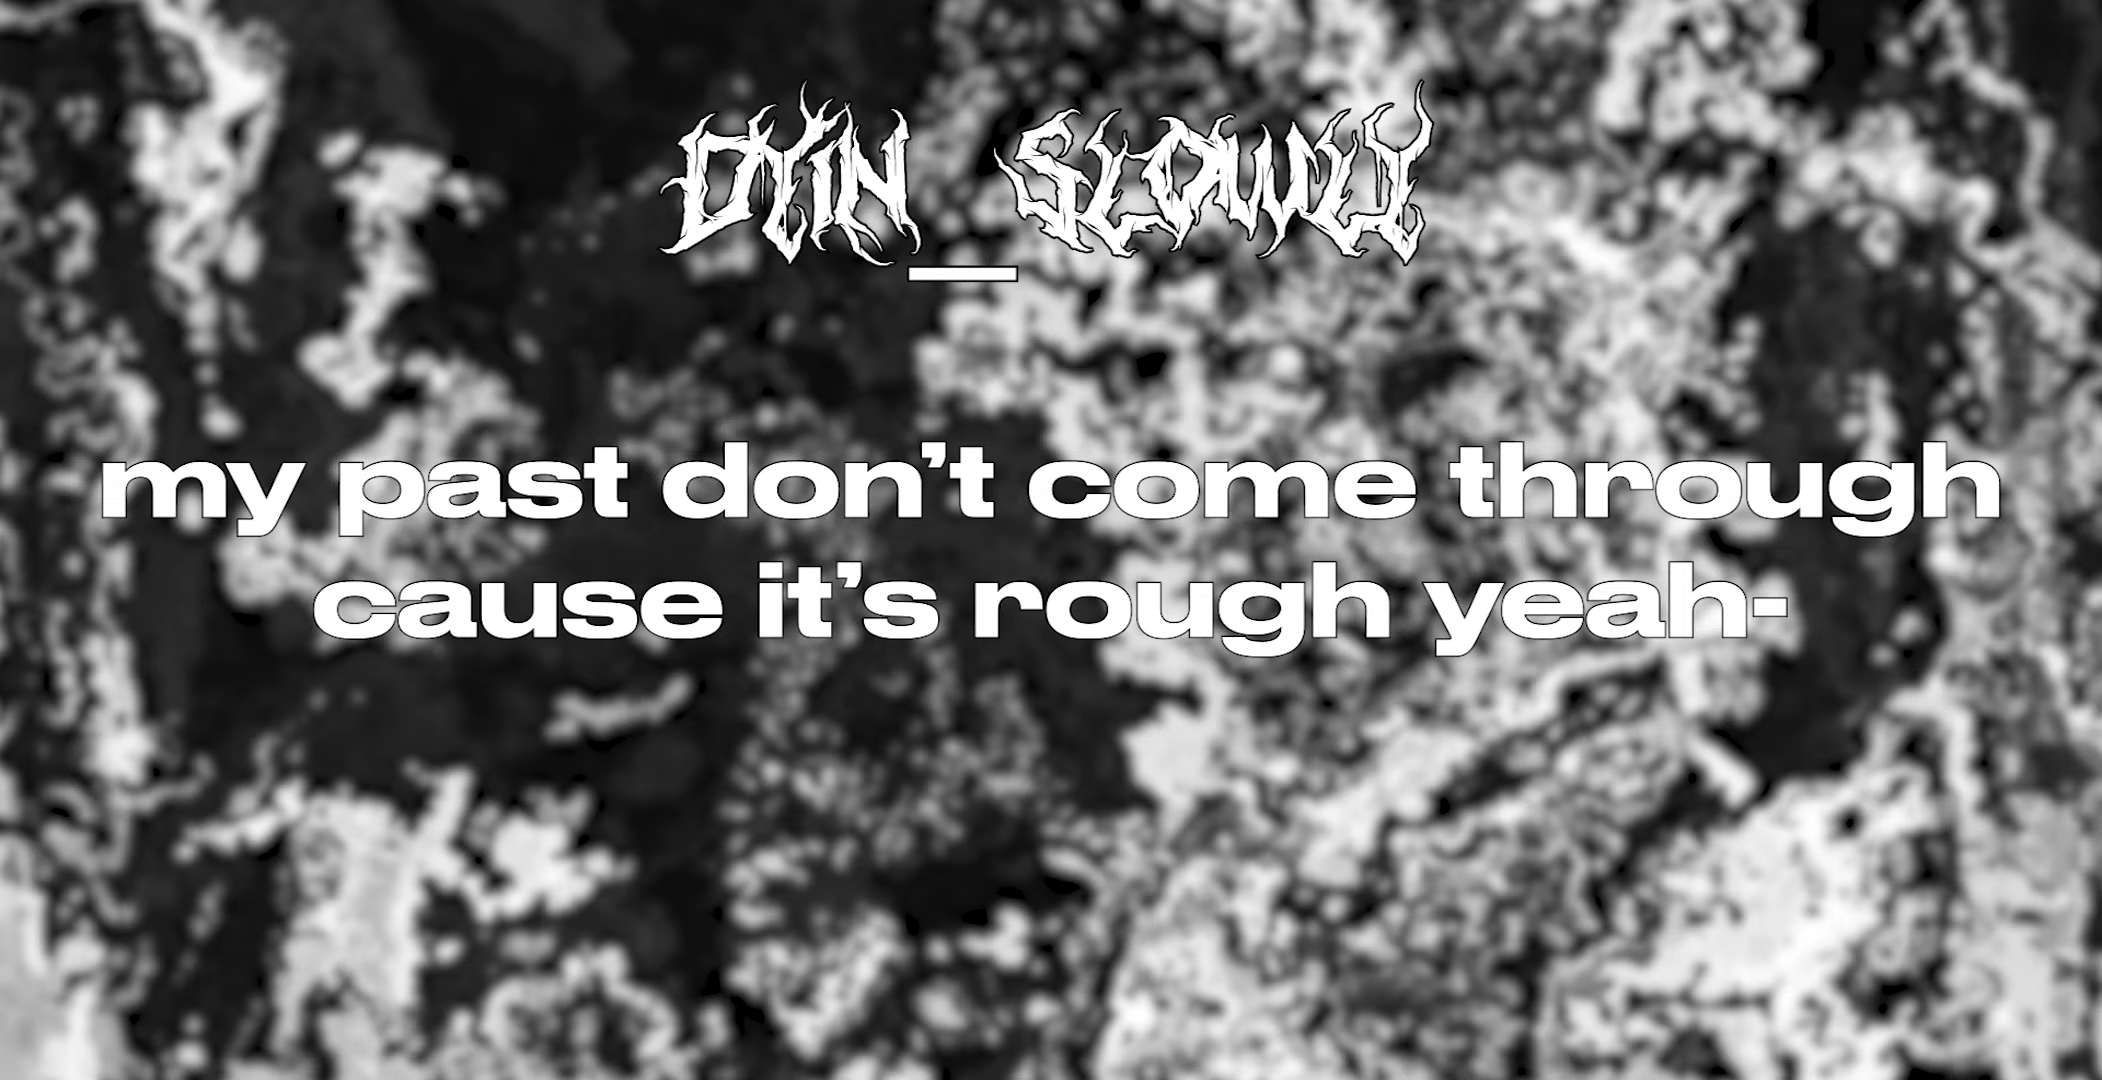 DYIN_SLOWLY
my past don’t come through
cause it’s rough yeah-